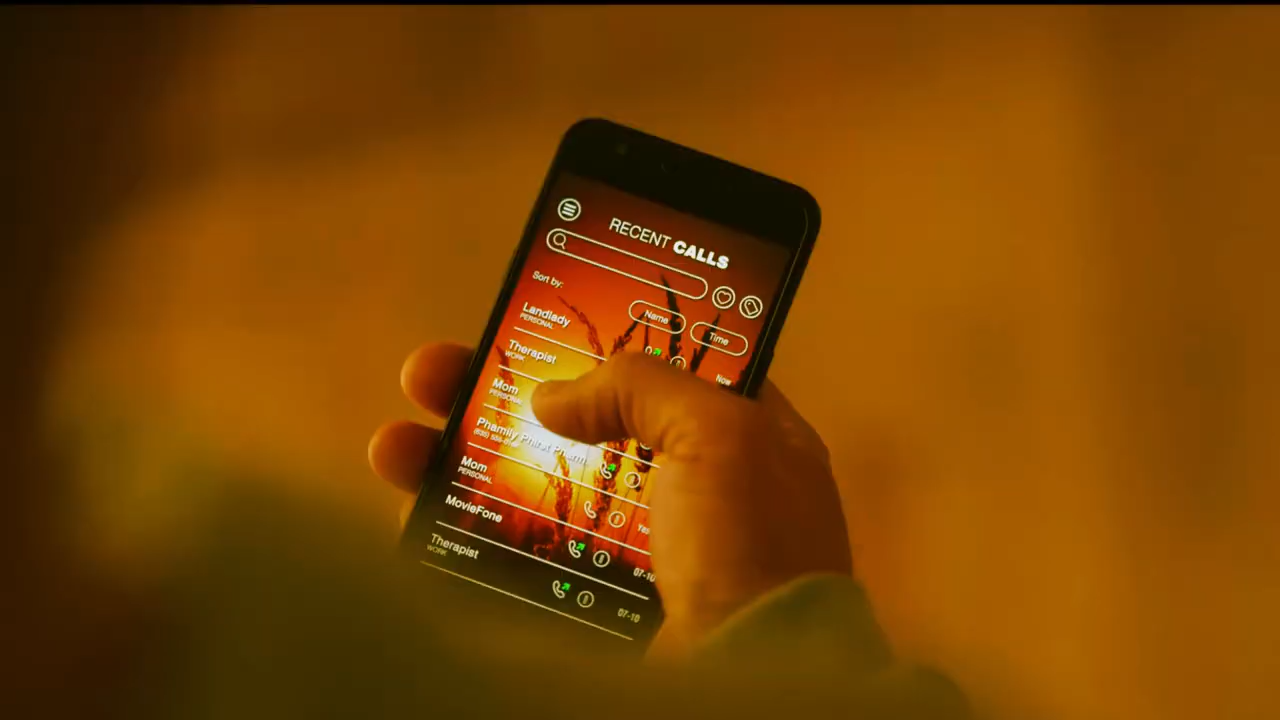 RECENT CALLS
Sort by:
Name
Time
Landlady
PERSONAL
Now
Therapist
WORK
Mom
PERSONAL
Phamily Phirst Pharm
Mom
PERSONAL
Yes
MovieFone
07-10
Therapist
WORK
07-10